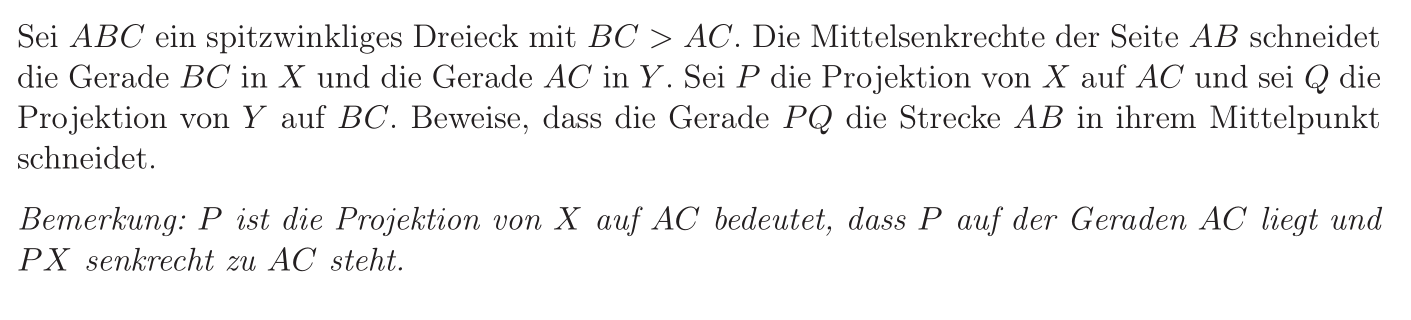 Sei ABC ein spitzwinkliges Dreieck mit BC > AC. Die Mittelsenkrechte der Seite AB schneidet
die Gerade BC in X und die Gerade AC in Y. Sei P die Projektion von X auf AC und sei Q die
Projektion von Y auf BC. Beweise, dass die Gerade PQ die Strecke AB in ihrem Mittelpunkt
schneidet.
Bemerkung: P ist die Projektion von X auf AC bedeutet, dass P auf der Geraden AC liegt und
PX senkrecht zu AC steht.